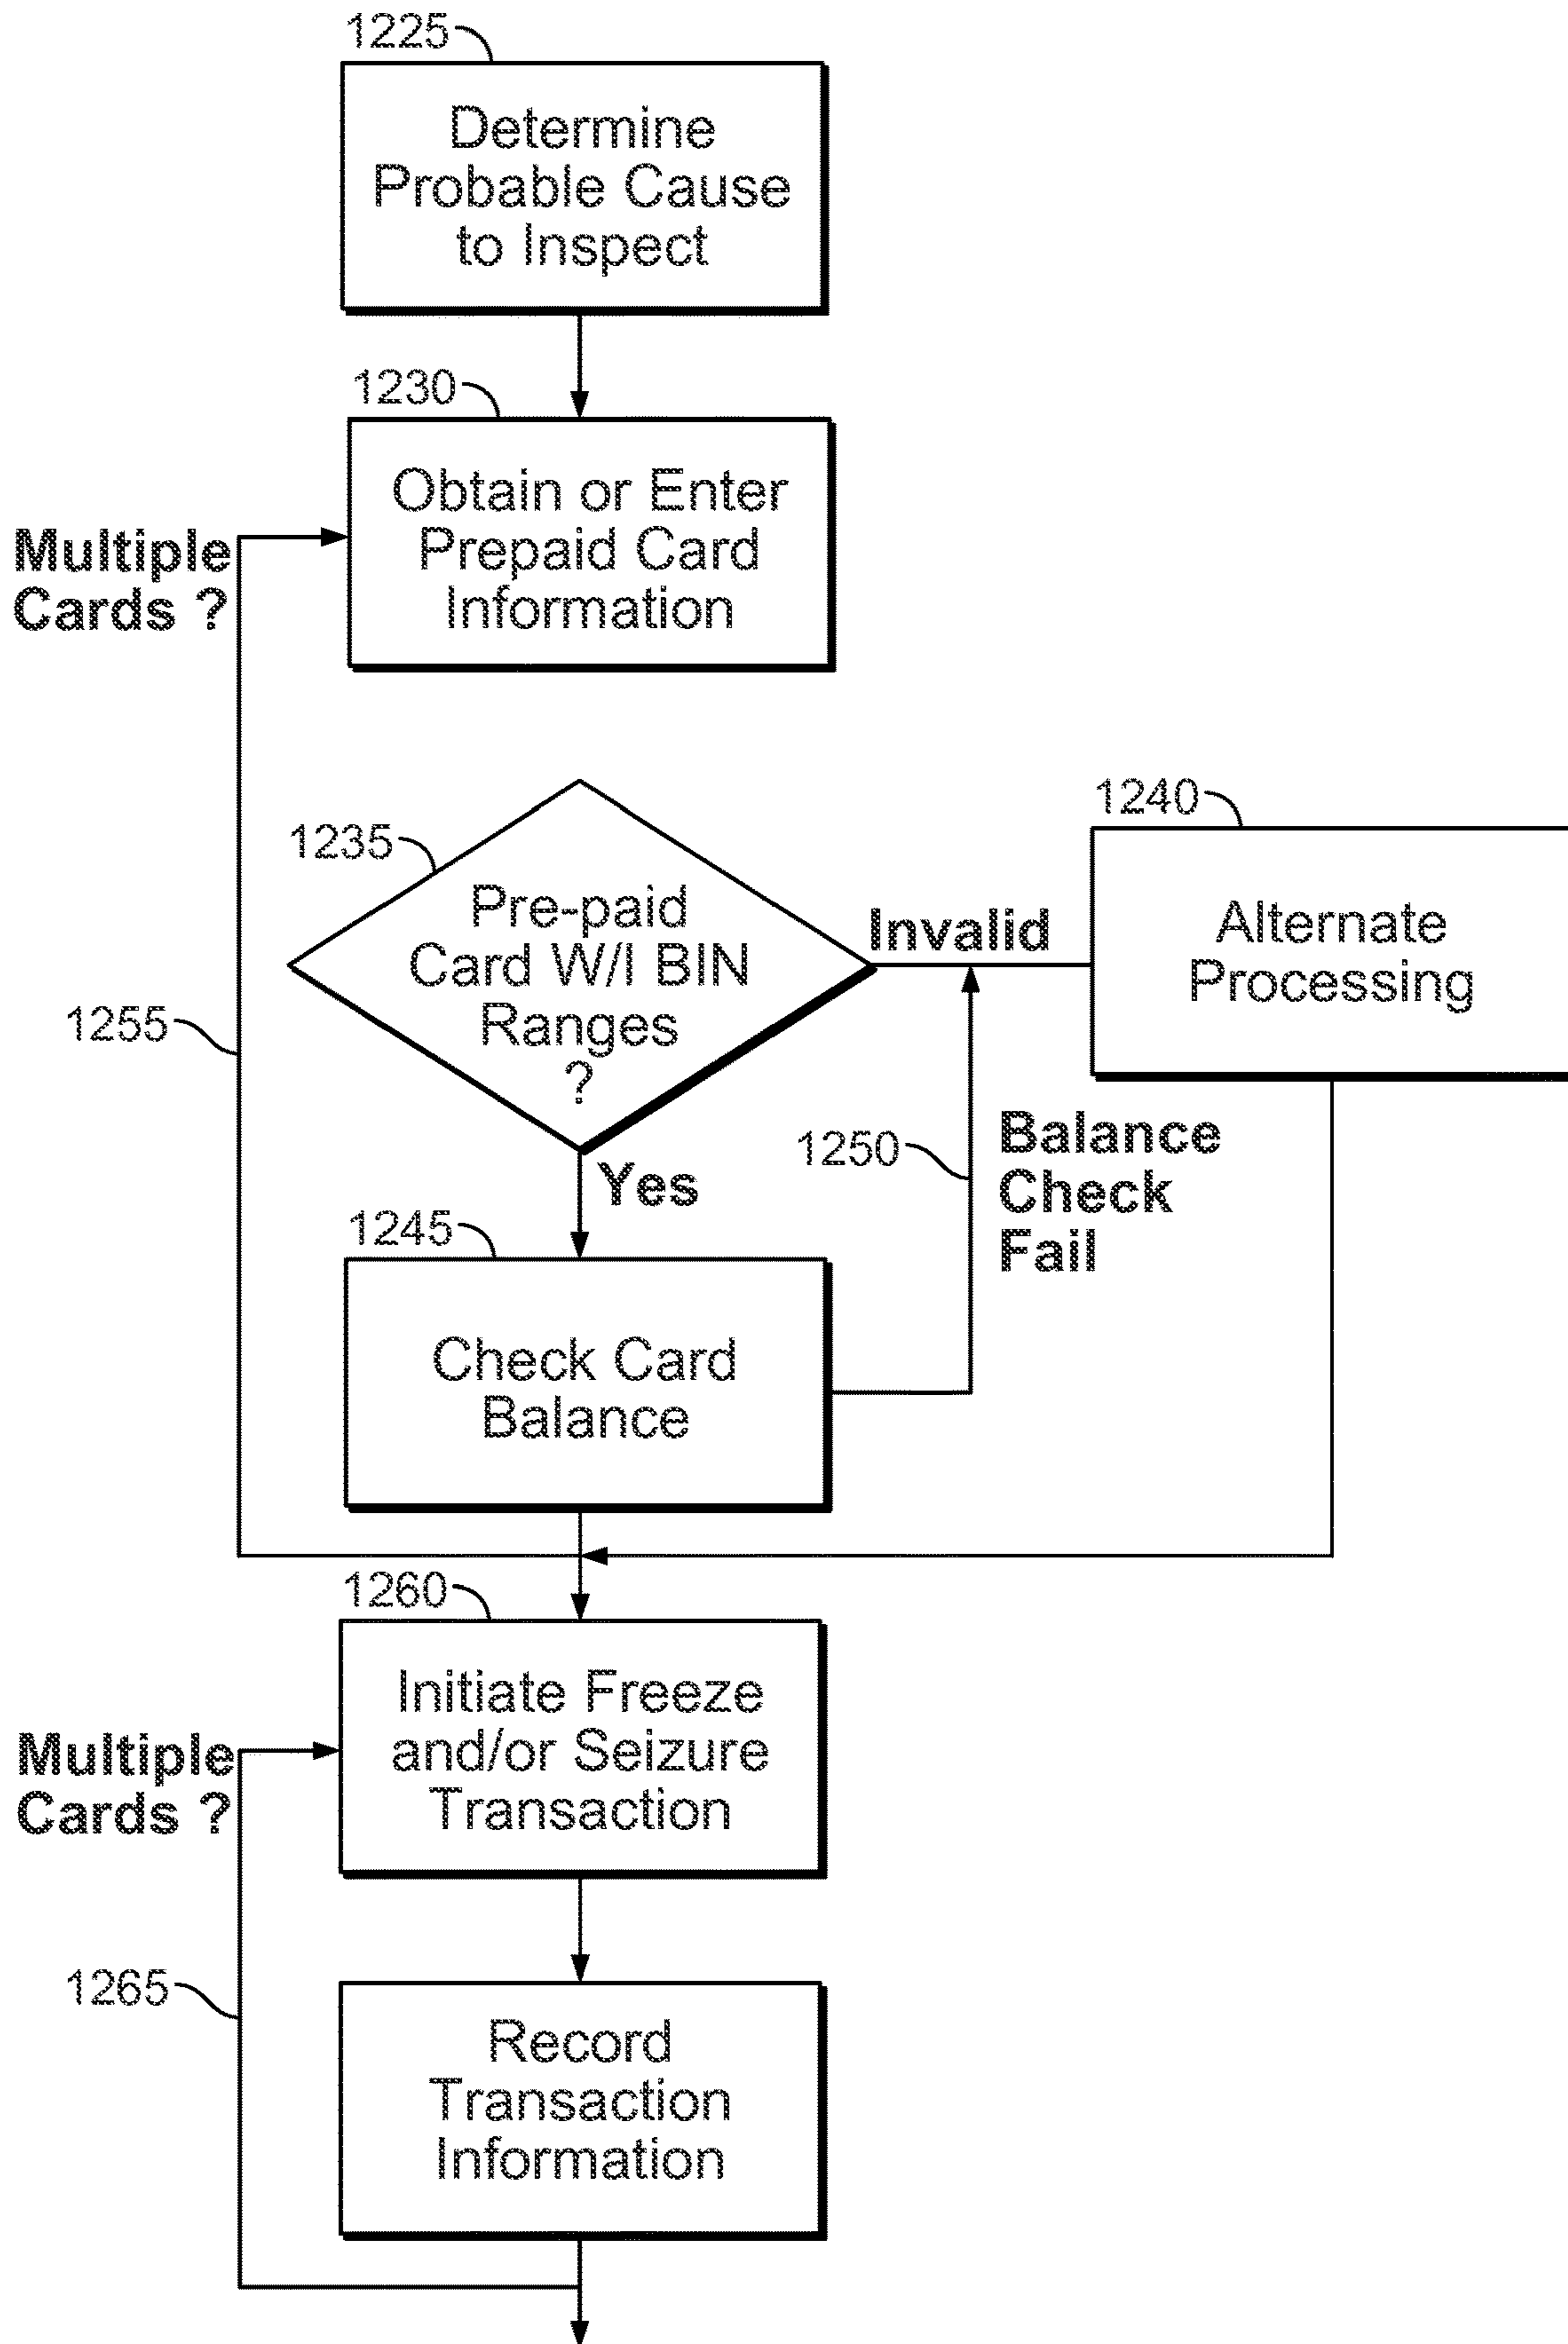 1225
Determine
Probable Cause
to Inspect
1230
Obtain or Enter
Prepaid Card
Information
Multiple
Cards ?
1235
Pre-paid
Card W/I BIN
Ranges
?
Invalid
1240
Alternate
Processing
1255
Yes
1250
Balance
Check
Fail
1245
Check Card
Balance
1260
Initiate Freeze
and/or Seizure
Transaction
Multiple
Cards ?
1265
Record
Transaction
Information